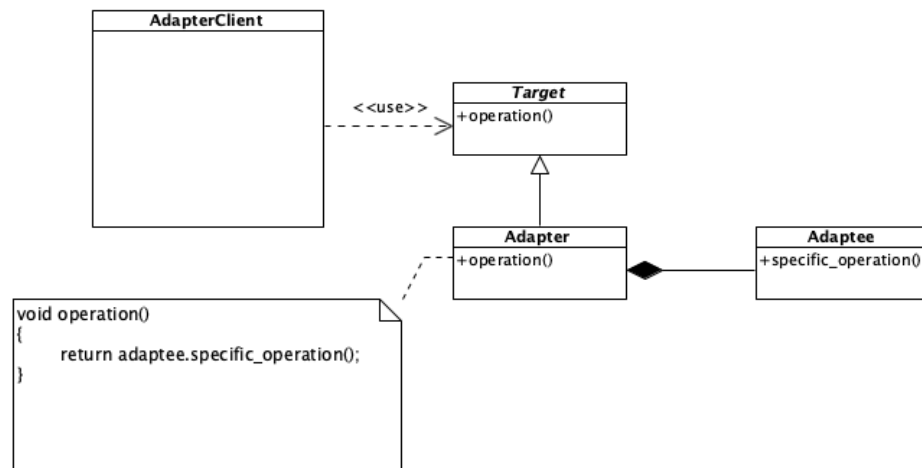 AdapterClient
<<use>>
Target
+operation()
Adapter
+operation()
Adaptee
+specific_operation()
void operation()
{
return adaptee.specific_operation();
}